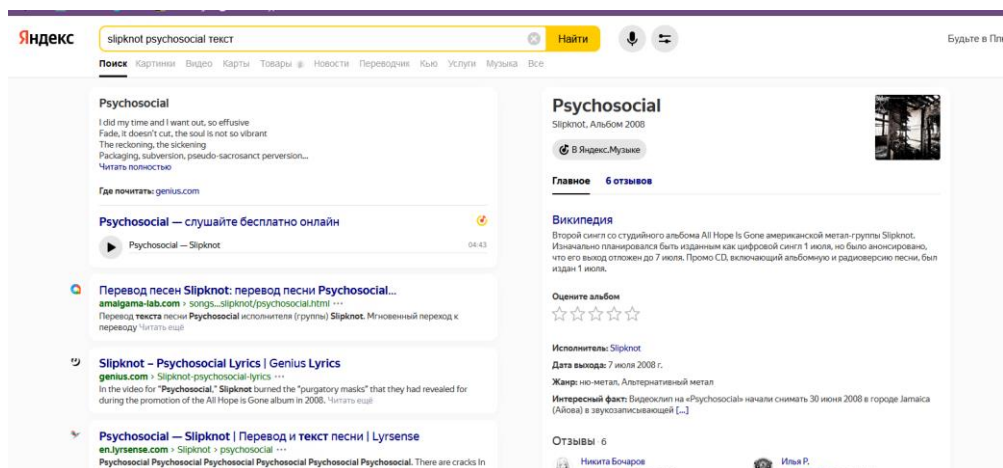 Яндекс
slipknot psychosocial текст
Найти
Будьте в Пл
Поиск Картинки Видео Карты Товары Новости Переводчик Кью Услуги Музыка Все
Psychosocial
I did my time and I want out, so effusive
Fade, it doesn't cut, the soul is not so vibrant
The reckoning, the sickening
Packaging, subversion, pseudo-sacrosanct perversion...
Читать полностью
Где почитать: genius.com
Psychosocial — слушайте бесплатно онлайн
Psychosocial — Slipknot 04:43
Перевод песен Slipknot: перевод песни Psychosocial...
amalgama-lab.com › songs...slipknot/psychosocial.html ···
Перевод текста песни Psychosocial исполнителя (группы) Slipknot. Мгновенный переход к
переводу Читать ещё
Slipknot – Psychosocial Lyrics | Genius Lyrics
genius.com › Slipknot-psychosocial-lyrics ···
In the video for "Psychosocial," Slipknot burned the "purgatory masks" that they had revealed for
during the promotion of the All Hope is Gone album in 2008. Читать ещё
Psychosocial — Slipknot | Перевод и текст песни | Lyrsense
en.lyrsense.com › Slipknot › psychosocial ···
Psychosocial Psychosocial Psychosocial Psychosocial Psychosocial Psychosocial. There are cracks In
Psychosocial
Slipknot, Альбом 2008
В Яндекс.Музыке
Главное 6 отзывов
Википедия
Второй сингл со студийного альбома All Hope Is Gone американской метал-группы Slipknot.
Изначально планировался быть изданным как цифровой сингл 1 июля, но было анонсировано,
что его выход отложен до 7 июля. Промо CD, включающий альбомную и радиоверсию песни, был
издан 1 июля.
Оцените альбом
Исполнитель: Slipknot
Дата выхода: 7 июля 2008 г.
Жанр: ню-метал, Альтернативный метал
Интересный факт: Видеоклип на «Psychosocial» начали снимать 30 июня 2008 в городе Jamaica
(Айова) в звукозаписывающей [...]
Отзывы 6
Никита Бочаров
Илья Р.